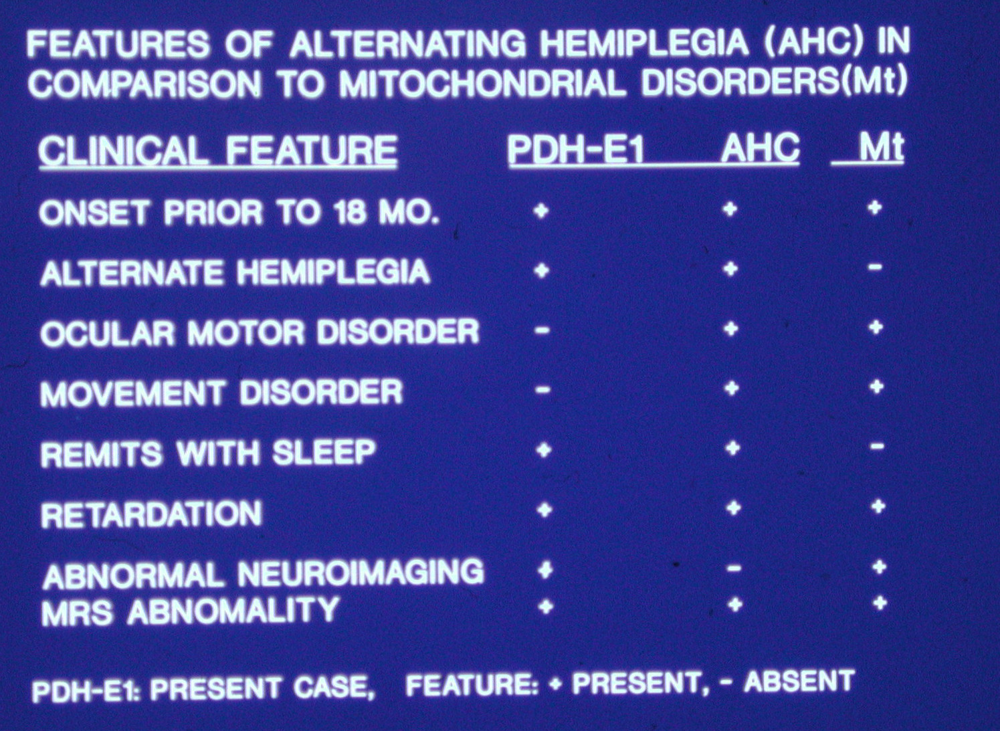 FEATURES OF ALTERNATING HEMIPLEGIA (AHC) IN
COMPARISON TO MITOCHONDRIAL DISORDERS(Mt)
CLINICAL FEATURE PDH-E1 AHC Mt
ONSET PRIOR TO 18 MO. + + +
ALTERNATE HEMIPLEGIA + + -
OCULAR MOTOR DISORDER - + +
MOVEMENT DISORDER - + +
REMITS WITH SLEEP + + -
RETARDATION + + +
ABNORMAL NEUROIMAGING + - +
MRS ABNOMALITY + + +
PDH-E1: PRESENT CASE, FEATURE: + PRESENT, - ABSENT